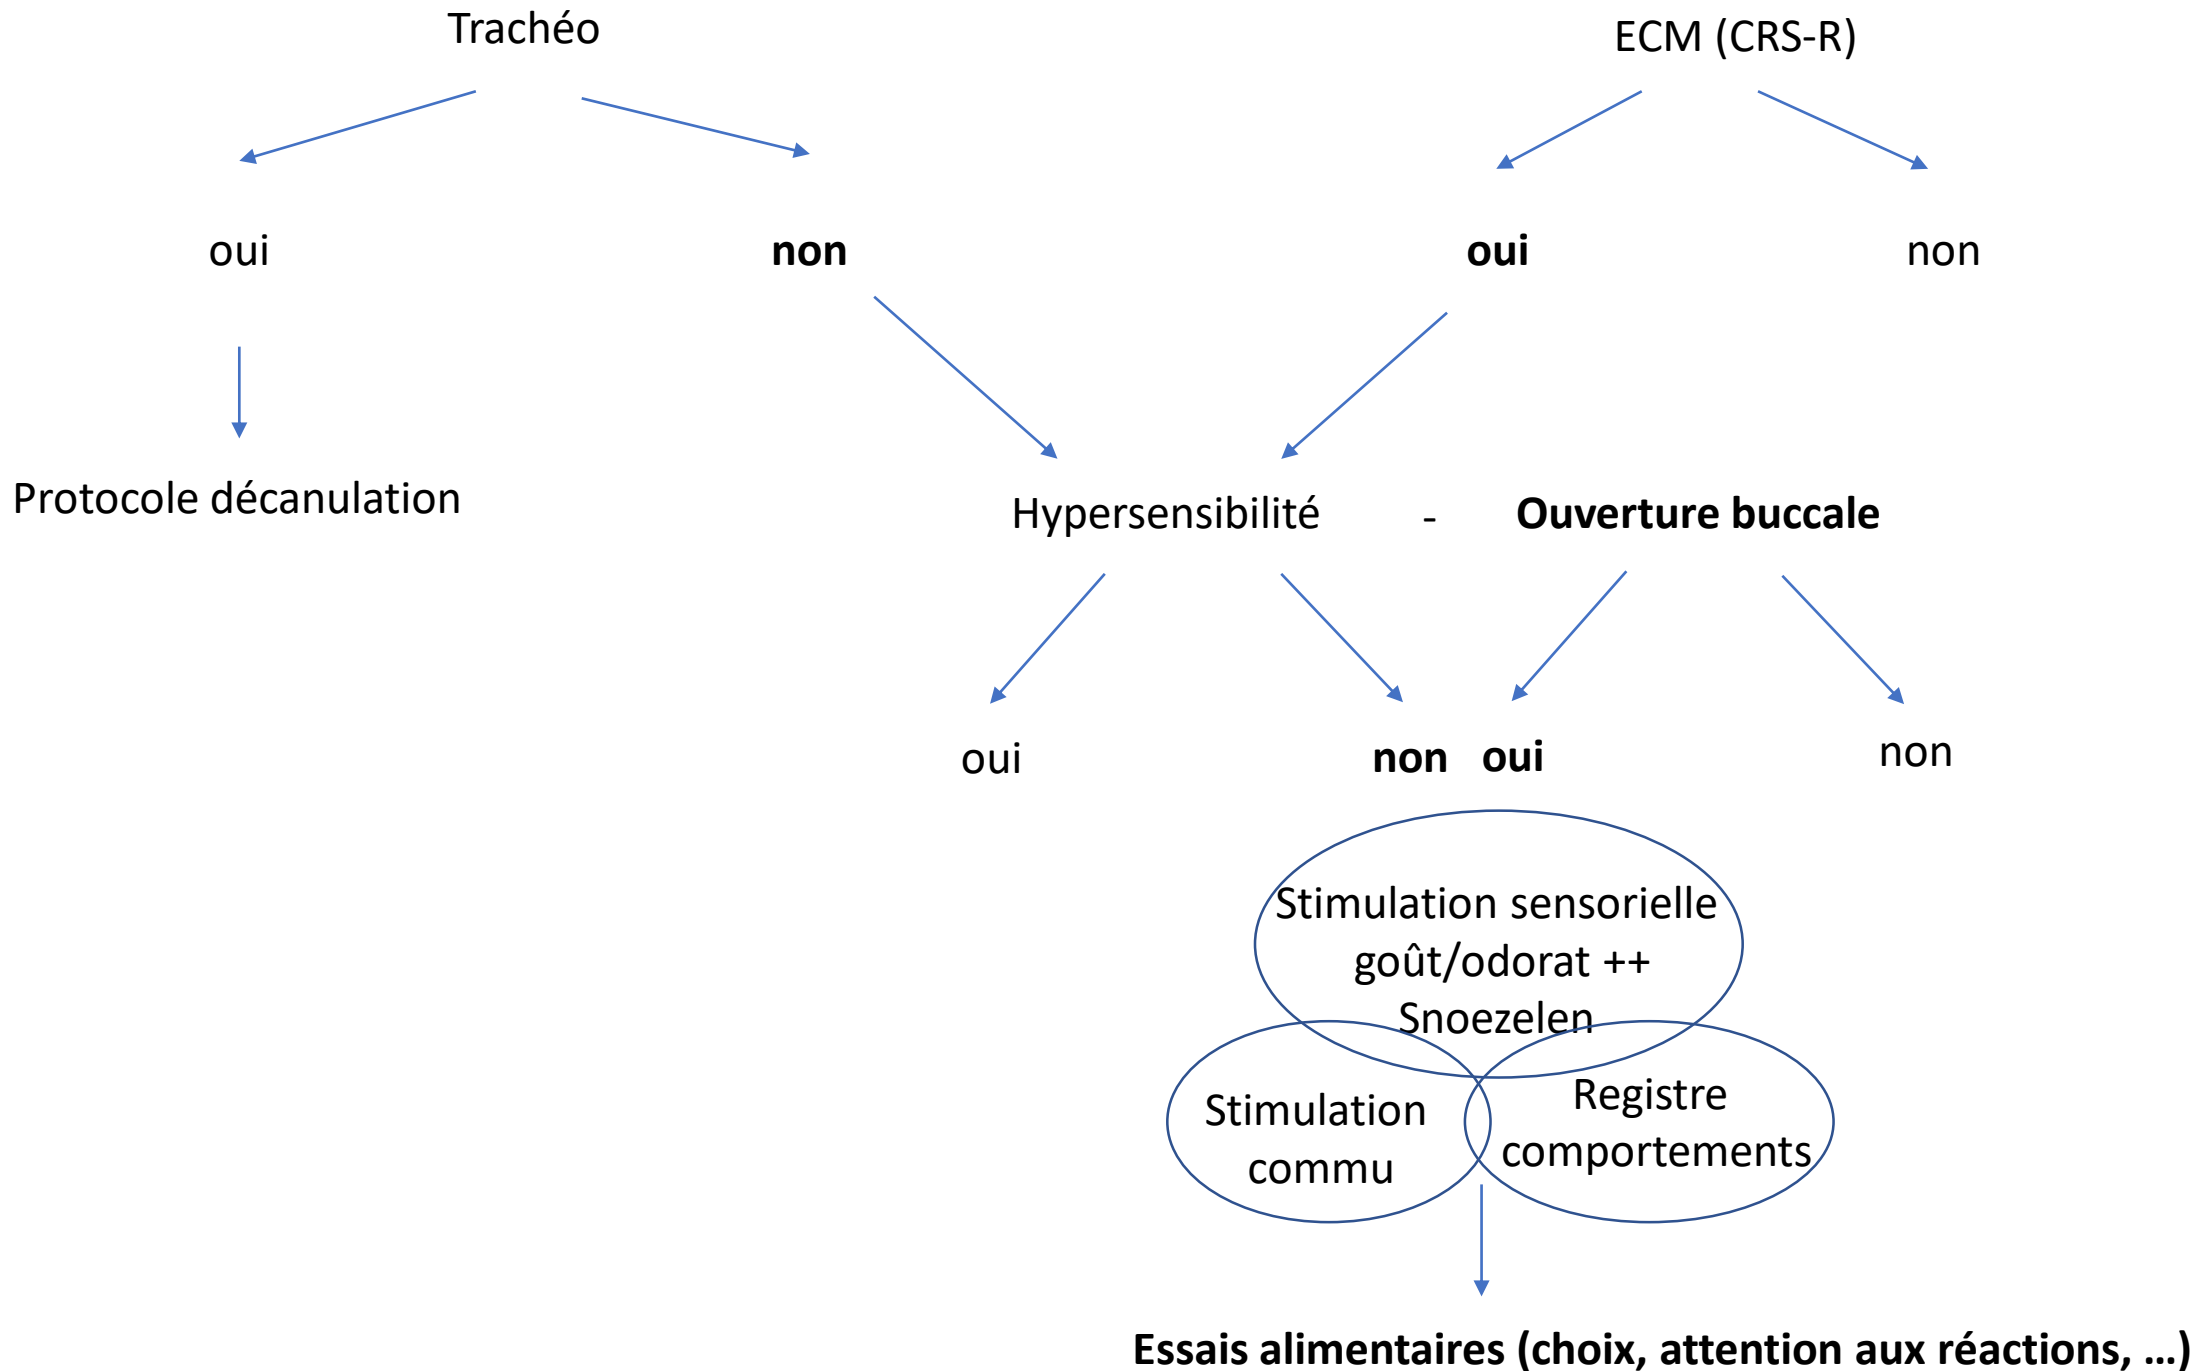 Trachéo
ECM (CRS-R)
oui
non
oui
non
Protocole décanulation
Hypersensibilité - Ouverture buccale
oui
non oui
non
Stimulation sensorielle
goût/odorat ++
Snoezelen
Stimulation
commu
Registre
comportements
Essais alimentaires (choix, attention aux réactions, …)